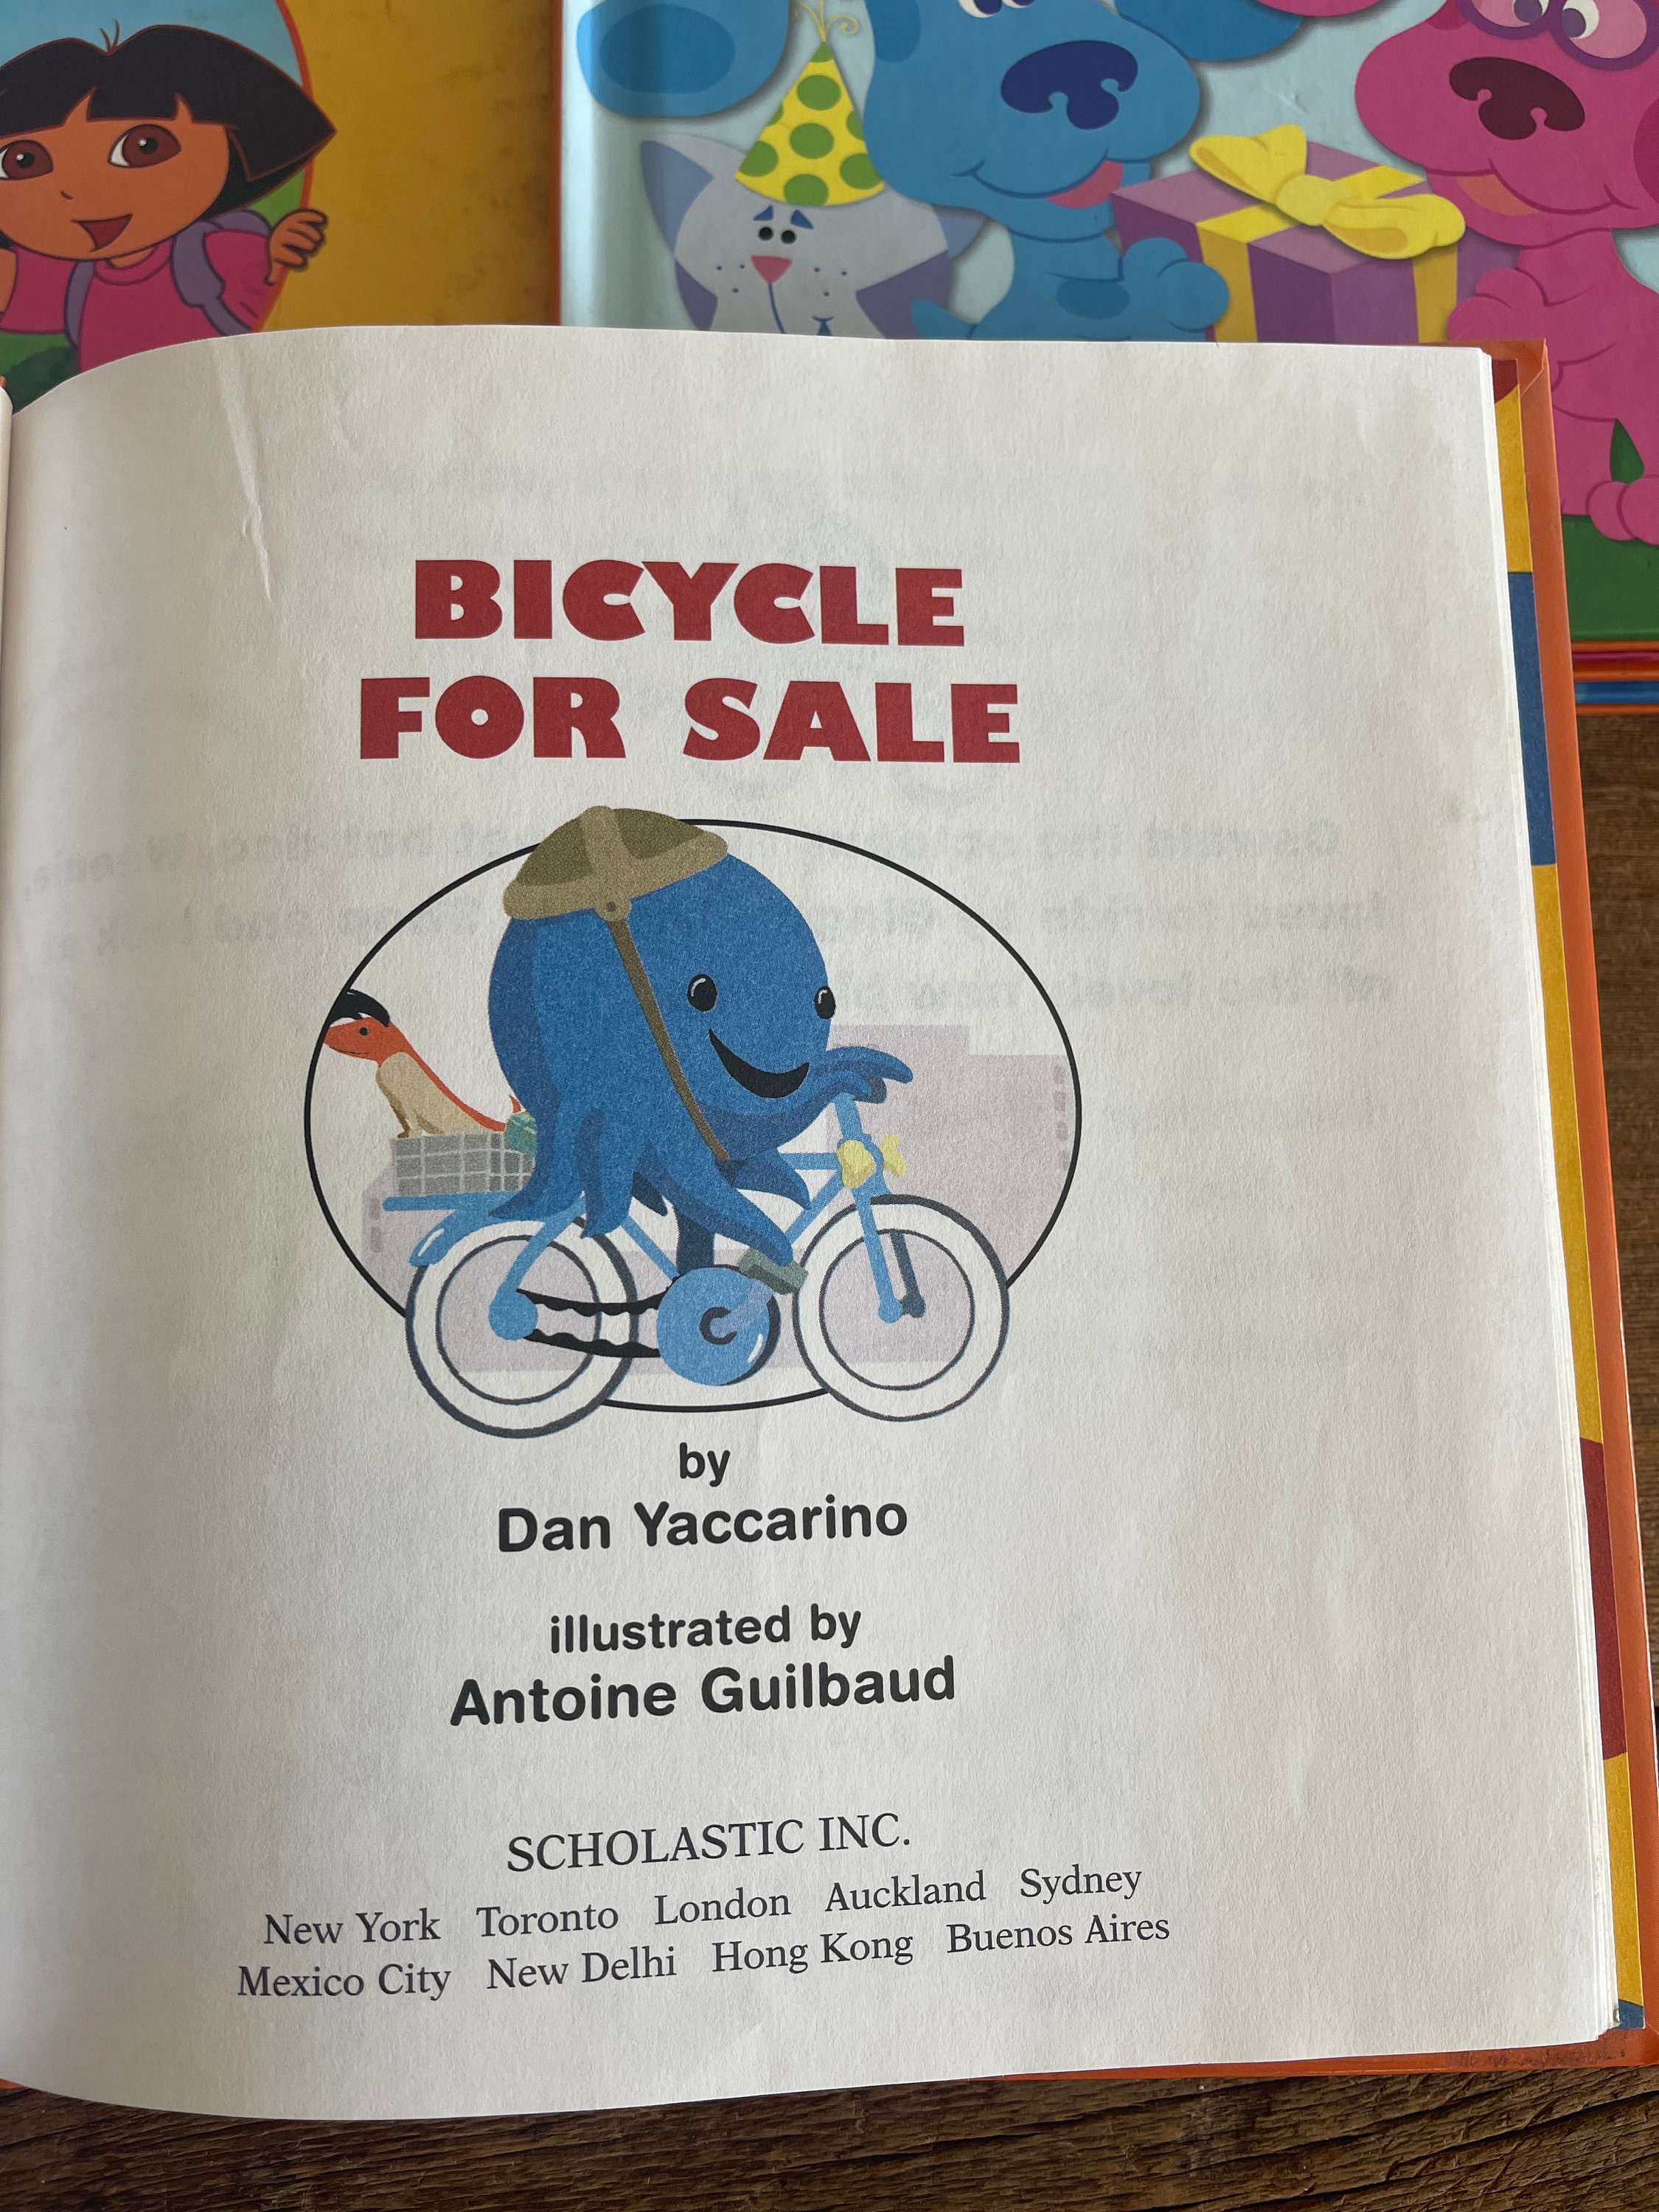 BICYCLE
FOR SALE
by
Dan Yaccarino
illustrated by
Antoine Guilbaud
SCHOLASTIC INC.
New York Toronto London Auckland Sydney
Mexico City New Delhi Hong Kong Buenos Aires